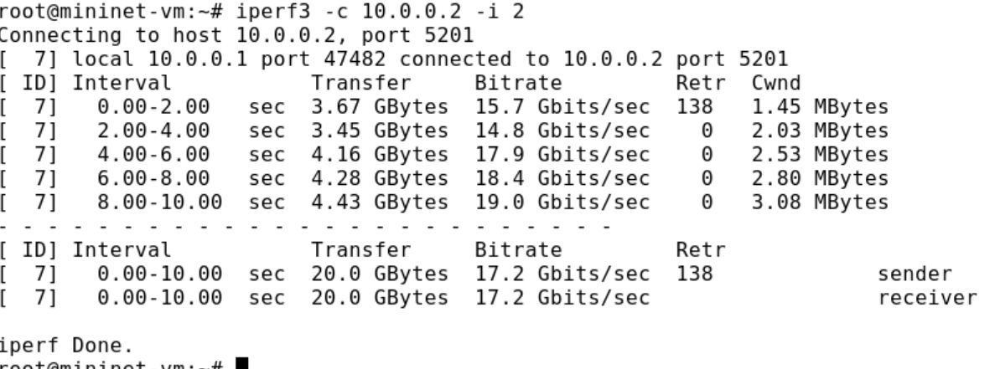 root@mininet-vm:~# iperf3 -c 10.0.0.2 -i 2
Connecting to host 10.0.0.2, port 5201
[  7] local 10.0.0.1 port 47482 connected to 10.0.0.2 port 5201
[ ID] Interval           Transfer     Bitrate         Retr  Cwnd
[  7]   0.00-2.00   sec  3.67 GBytes  15.7 Gbits/sec  138   1.45 MBytes
[  7]   2.00-4.00   sec  3.45 GBytes  14.8 Gbits/sec    0   2.03 MBytes
[  7]   4.00-6.00   sec  4.16 GBytes  17.9 Gbits/sec    0   2.53 MBytes
[  7]   6.00-8.00   sec  4.28 GBytes  18.4 Gbits/sec    0   2.80 MBytes
[  7]   8.00-10.00  sec  4.43 GBytes  19.0 Gbits/sec    0   3.08 MBytes
- - - - - - - - - - - - - - - - - - - - - - - - -
[ ID] Interval           Transfer     Bitrate         Retr
[  7]   0.00-10.00  sec  20.0 GBytes  17.2 Gbits/sec  138             sender
[  7]   0.00-10.00  sec  20.0 GBytes  17.2 Gbits/sec                  receiver

iperf Done.
root@mininet-vm:~#